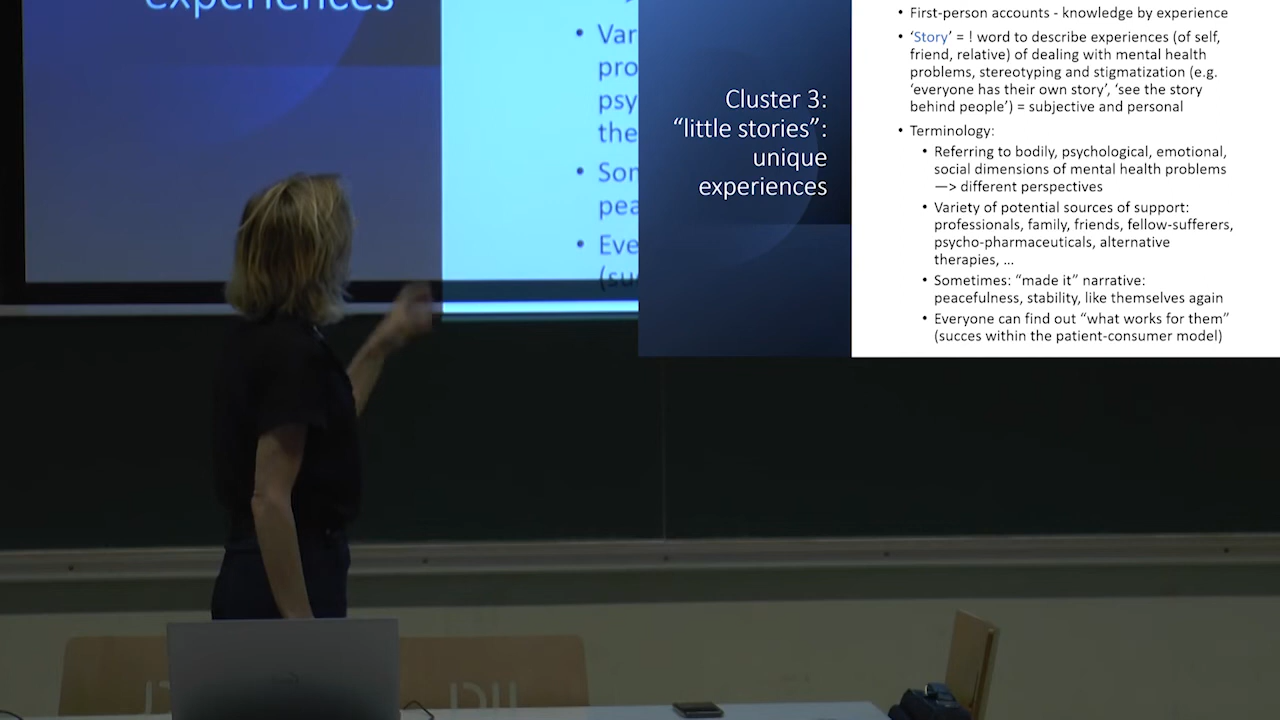 experiences
Var
pro
psy
the
Son
pea
Eve
(su
Cluster 3:
“little stories”:
unique
experiences
• First-person accounts - knowledge by experience
• ‘Story’ = ! word to describe experiences (of self,
friend, relative) of dealing with mental health
problems, stereotyping and stigmatization (e.g.
‘everyone has their own story’, ‘see the story
behind people’) = subjective and personal
• Terminology:
• Referring to bodily, psychological, emotional,
social dimensions of mental health problems
—> different perspectives
• Variety of potential sources of support:
professionals, family, friends, fellow-sufferers,
psycho-pharmaceuticals, alternative
therapies, ...
• Sometimes: “made it” narrative:
peacefulness, stability, like themselves again
• Everyone can find out “what works for them”
(succes within the patient-consumer model)